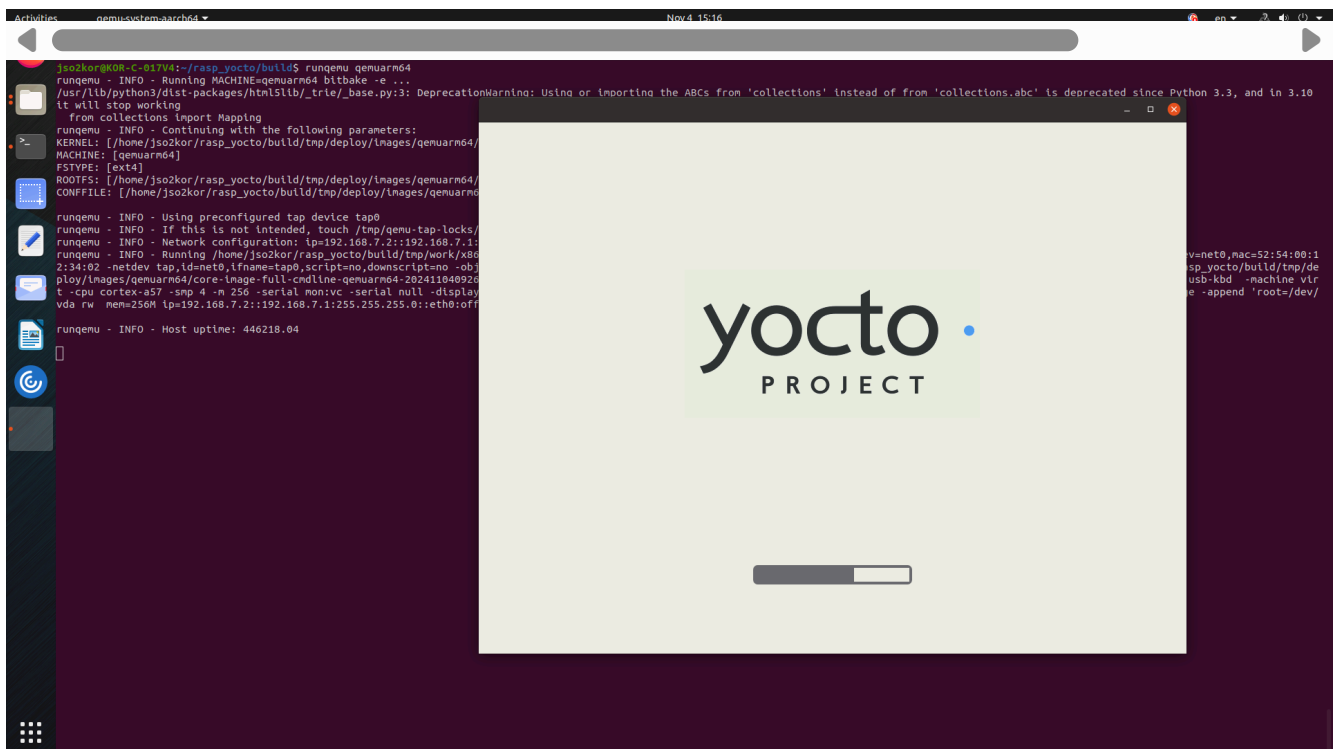 Activities qemu-system-aarch64 Nov 4 15:16 en
jso2kor@KOR-C-017V4:~/rasp_yocto/build$ runqemu qemuarm64
runqemu - INFO - Running MACHINE=qemuarm64 bitbake -e ...
/usr/lib/python3/dist-packages/html5lib/_trie/_base.py:3: DeprecationWarning: Using or importing the ABCs from 'collections' instead of from 'collections.abc' is deprecated since Python 3.3, and in 3.10
it will stop working
from collections import Mapping
runqemu - INFO - Continuing with the following parameters:
KERNEL: [/home/jso2kor/rasp_yocto/build/tmp/deploy/images/qemuarm64/
MACHINE: [qemuarm64]
FSTYPE: [ext4]
ROOTFS: [/home/jso2kor/rasp_yocto/build/tmp/deploy/images/qemuarm64/
CONFFILE: [/home/jso2kor/rasp_yocto/build/tmp/deploy/images/qemuarm6
runqemu - INFO - Using preconfigured tap device tap0
runqemu - INFO - If this is not intended, touch /tmp/qemu-tap-locks/
runqemu - INFO - Network configuration: ip=192.168.7.2::192.168.7.1:
runqemu - INFO - Running /home/jso2kor/rasp_yocto/build/tmp/work/x86 v=net0,mac=52:54:00:1
2:34:02 -netdev tap,id=net0,ifname=tap0,script=no,downscript=no -obj sp_yocto/build/tmp/de
ploy/images/qemuarm64/core-image-full-cmdline-qemuarm64-20241104092 usb-kbd -machine vir
t -cpu cortex-a57 -smp 4 -m 256 -serial mon:vc -serial null -display e -append 'root=/dev/
vda rw mem=256M ip=192.168.7.2::192.168.7.1:255.255.255.0::eth0:off
runqemu - INFO - Host uptime: 446218.04
yocto
PROJECT